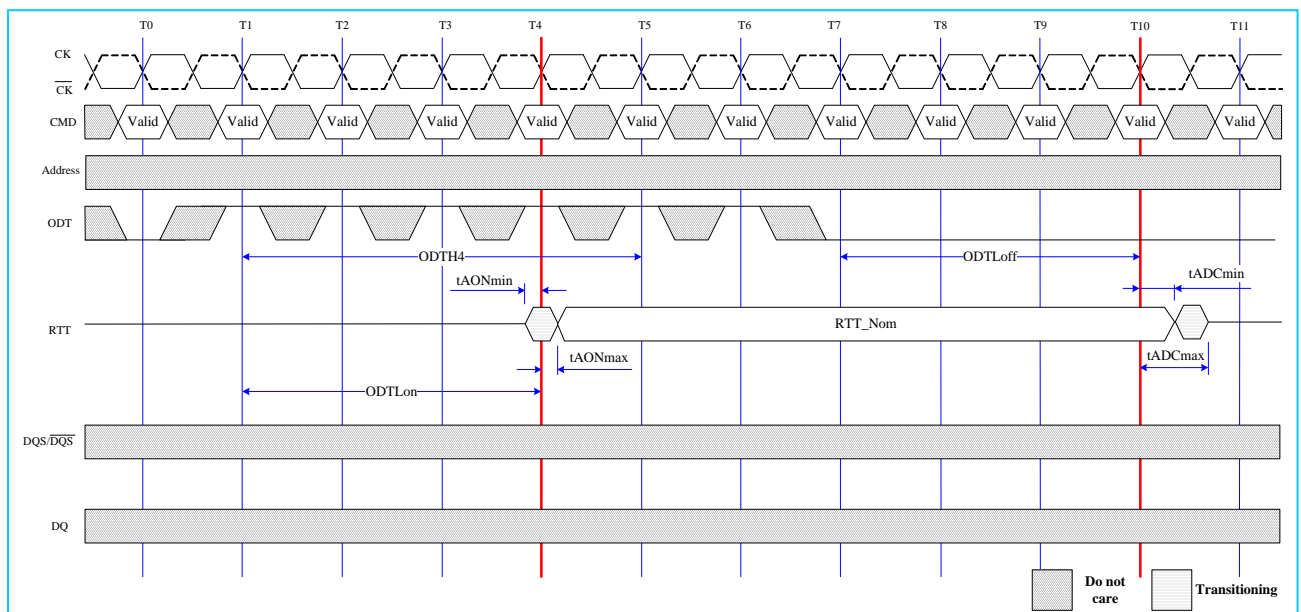 T0 T1 T2 T3 T4 T5 T6 T7 T8 T9 T10 T11
CK
CK
CMD Valid Valid Valid Valid Valid Valid Valid Valid Valid Valid Valid Valid
Address
ODT
ODTH4 ODTLoff
tAONmin tADCmin
RTT RTT_Nom
tAONmax tADCmax
ODTLon
DQS/DQS
DQ
Do not care Transitioning